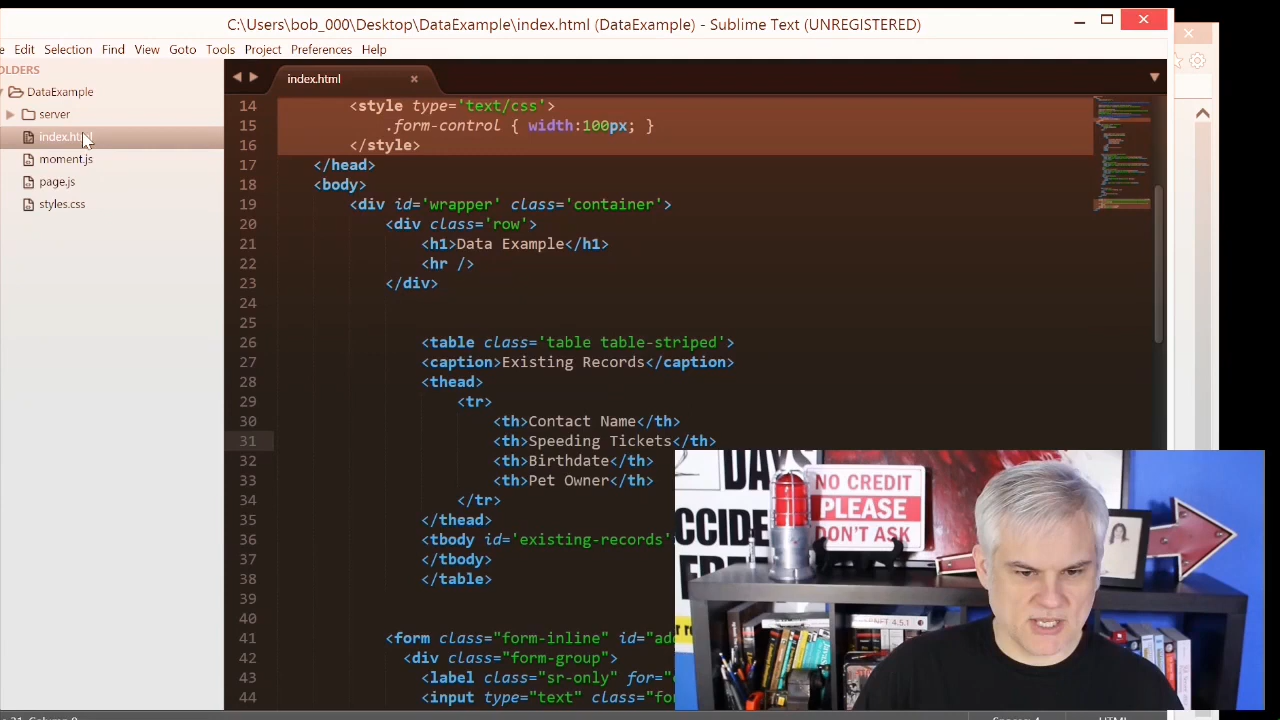 C:\Users\bob_000\Desktop\DataExample\index.html (DataExample) - Sublime Text (UNREGISTERED)
Edit Selection Find View Goto Tools Project Preferences Help
OLDERS
DataExample
server
index.html
moment.js
page.js
styles.css
index.html
14 <style type='text/css'>
15 .form-control { width:100px; }
16 </style>
17 </head>
18 <body>
19 <div id='wrapper' class='container'>
20 <div class='row'>
21 <h1>Data Example</h1>
22 <hr />
23 </div>
24
25
26 <table class='table table-striped'>
27 <caption>Existing Records</caption>
28 <thead>
29 <tr>
30 <th>Contact Name</th>
31 <th>Speeding Tickets</th>
32 <th>Birthdate</th>
33 <th>Pet Owner</th>
34 </tr>
35 </thead>
36 <tbody id='existing-records'
37 </tbody>
38 </table>
39
40
41 <form class="form-inline" id="ad
42 <div class="form-group">
43 <label class="sr-only" for="
44 <input type="text" class="fo
DAYS
CCIDE
FREE
NO CREDIT
PLEASE
DON'T ASK
4.5.1